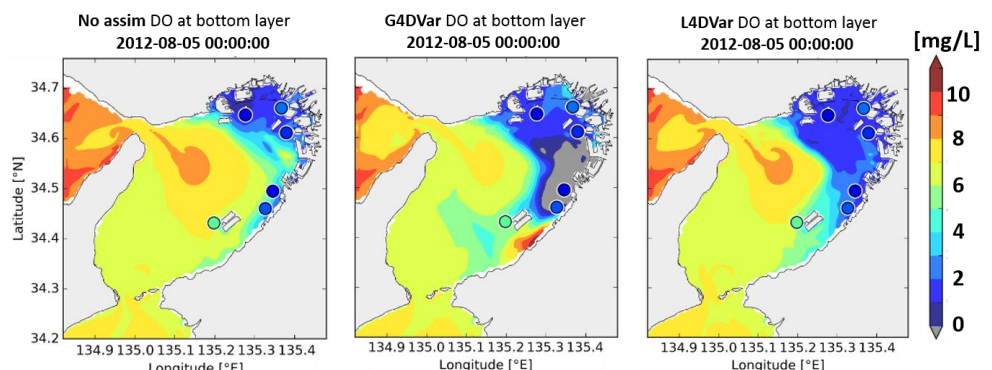 No assim DO at bottom layer
2012-08-05 00:00:00
G4DVar DO at bottom layer
2012-08-05 00:00:00
L4DVar DO at bottom layer
2012-08-05 00:00:00
[mg/L]
Latitude [°N]
34.7
34.6
34.5
34.4
34.3
34.2
134.9 135.0 135.1 135.2 135.3 135.4
Longitude [°E]
134.9 135.0 135.1 135.2 135.3 135.4
Longitude [°E]
134.9 135.0 135.1 135.2 135.3 135.4
Longitude [°E]
10
8
6
4
2
0